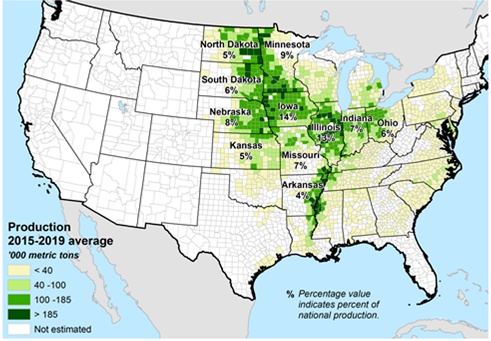 North Dakota
5%
Minnesota
9%
South Dakota
6%
Iowa
14%
Nebraska
8%
Illinois
13%
Indiana
7%
Ohio
6%
Kansas
5%
Missouri
7%
Arkansas
4%
Production
2015-2019 average
'000 metric tons
< 40
40 -100
100 -185
> 185
Not estimated
% Percentage value
indicates percent of
national production.